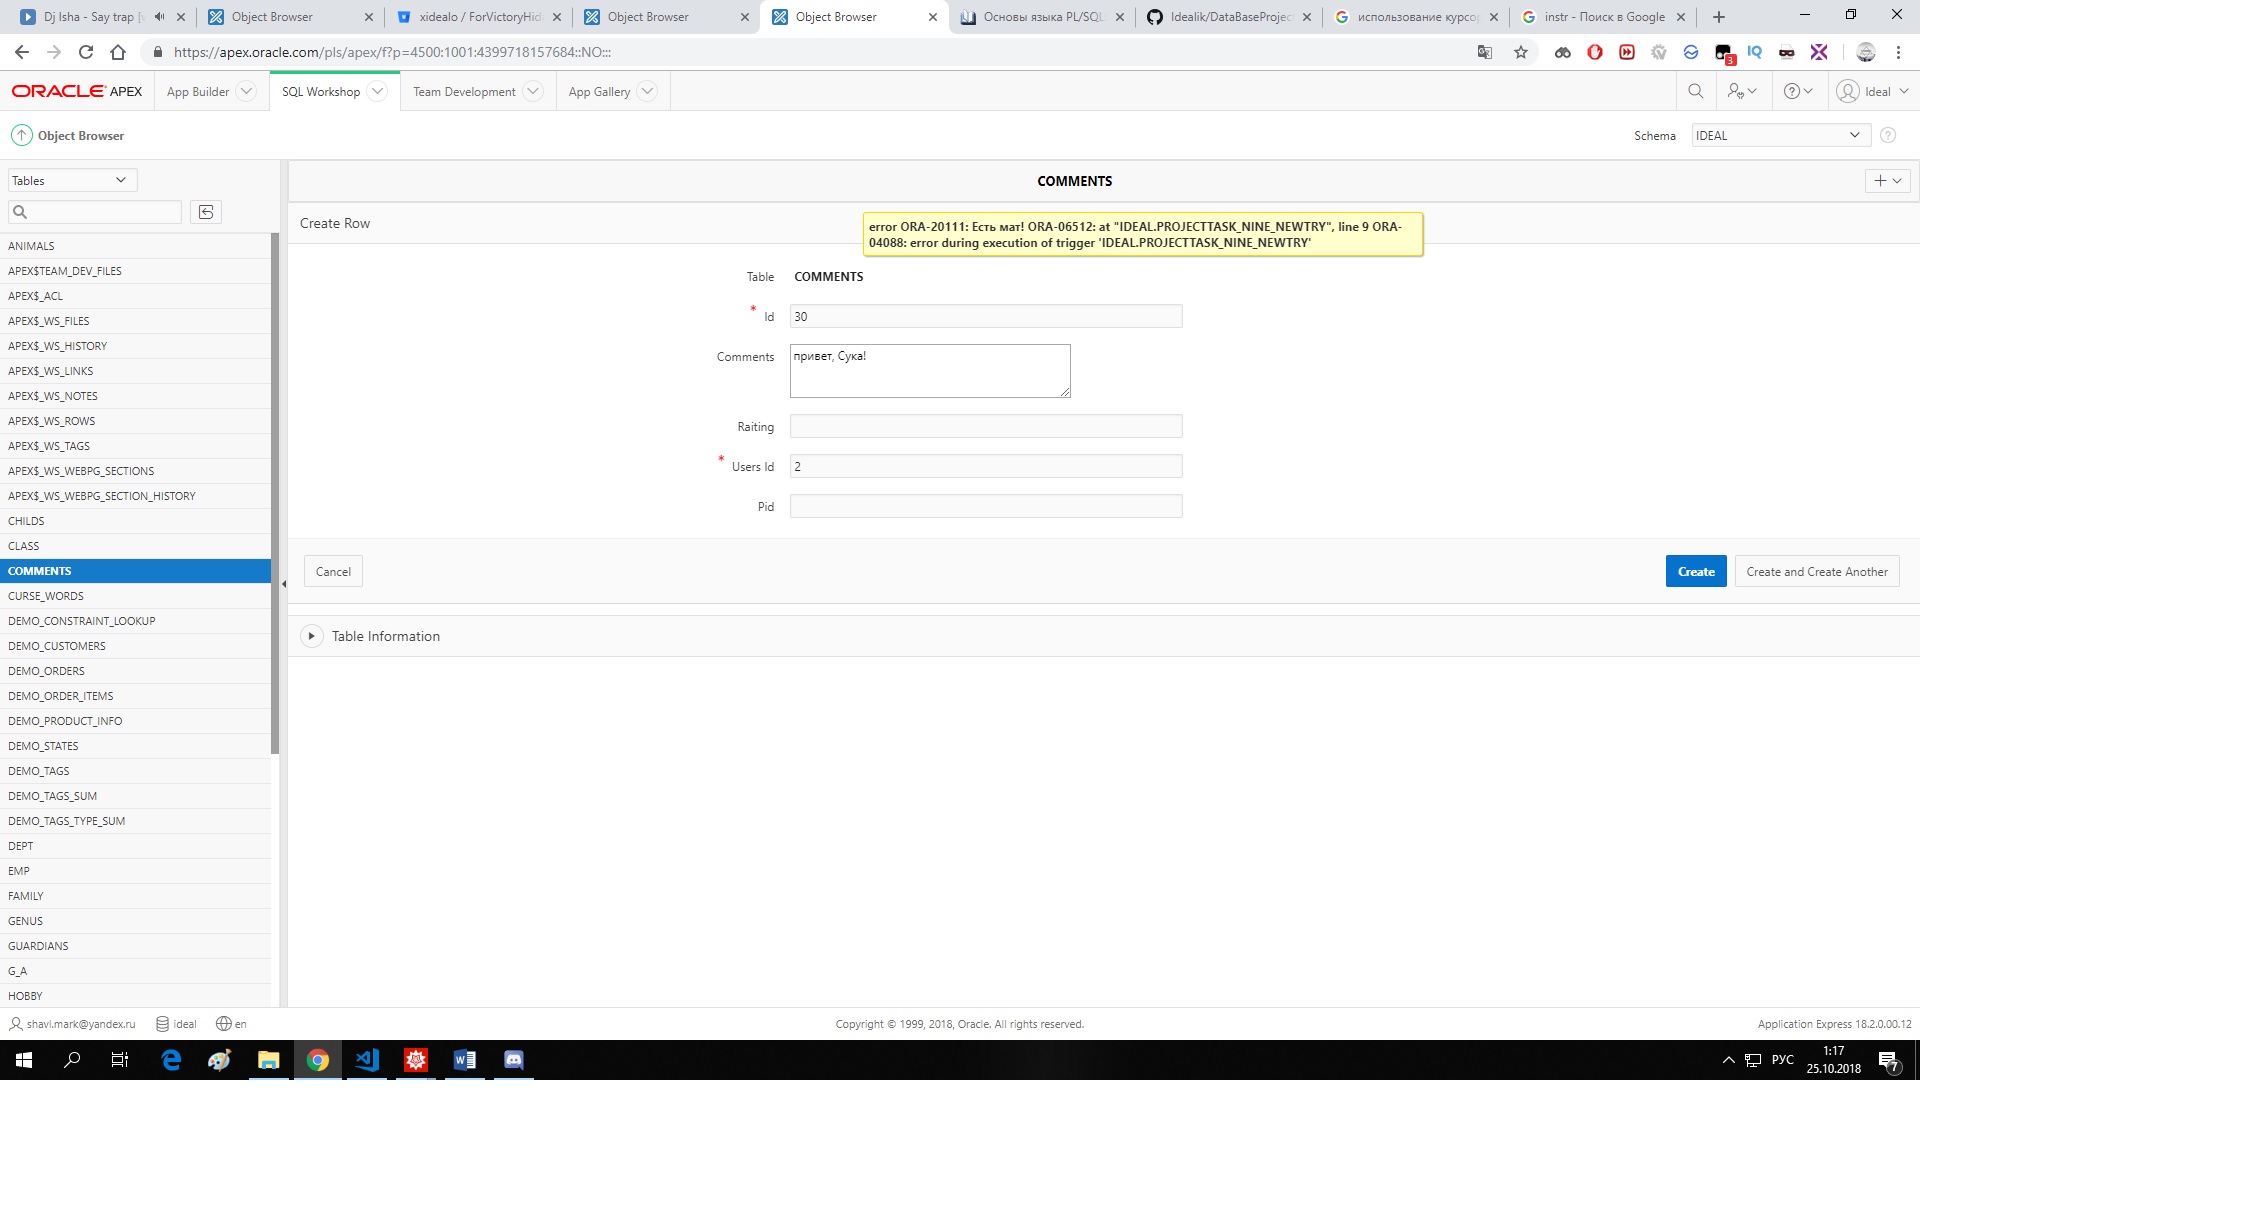 Dj Isha - Say trap [
Object Browser
xidealo / ForVictoryHid
Object Browser
Object Browser
Основы языка PL/SQL
Idealik/DataBaseProject
использование курсор
instr - Поиск в Google
https://apex.oracle.com/pls/apex/f?p=4500:1001:4399718157684::NO:::
3
IQ
ORACLE APEX
App Builder
SQL Workshop
Team Development
App Gallery
Ideal
Object Browser
Schema
IDEAL
Tables
COMMENTS
Create Row
error ORA-20111: Есть мат! ORA-06512: at "IDEAL.PROJECTTASK_NINE_NEWTRY", line 9 ORA-
04088: error during execution of trigger 'IDEAL.PROJECTTASK_NINE_NEWTRY'
Table COMMENTS
* Id 30
Comments привет, Сука!
Raiting
* Users Id 2
Pid
Cancel
Create
Create and Create Another
Table Information
ANIMALS
APEX$TEAM_DEV_FILES
APEX$_ACL
APEX$_WS_FILES
APEX$_WS_HISTORY
APEX$_WS_LINKS
APEX$_WS_NOTES
APEX$_WS_ROWS
APEX$_WS_TAGS
APEX$_WS_WEBPG_SECTIONS
APEX$_WS_WEBPG_SECTION_HISTORY
CHILDS
CLASS
COMMENTS
CURSE_WORDS
DEMO_CONSTRAINT_LOOKUP
DEMO_CUSTOMERS
DEMO_ORDERS
DEMO_ORDER_ITEMS
DEMO_PRODUCT_INFO
DEMO_STATES
DEMO_TAGS
DEMO_TAGS_SUM
DEMO_TAGS_TYPE_SUM
DEPT
EMP
FAMILY
GENUS
GUARDIANS
G_A
HOBBY
shavl.mark@yandex.ru
ideal
en
Copyright © 1999, 2018, Oracle. All rights reserved.
Application Express 18.2.0.00.12
РУС
1:17
25.10.2018
7